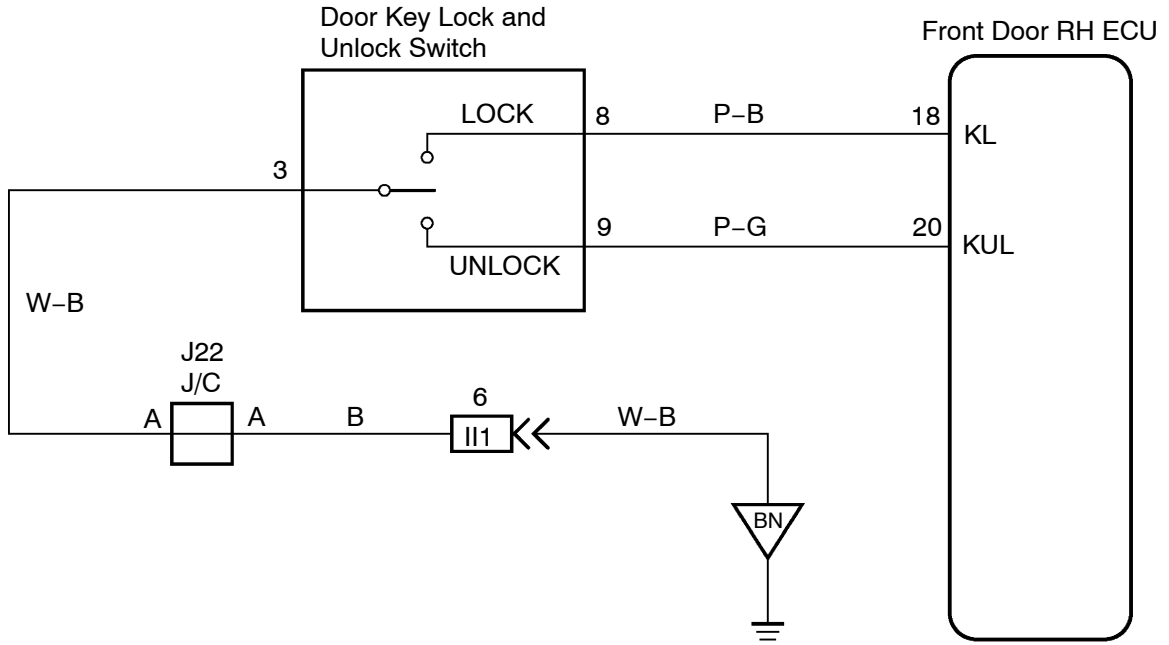 Door Key Lock and
Unlock Switch
Front Door RH ECU
LOCK
8
P−B
18
KL
3
9
P−G
20
KUL
UNLOCK
W−B
J22
J/C
A
A
B
6
II1
W−B
BN